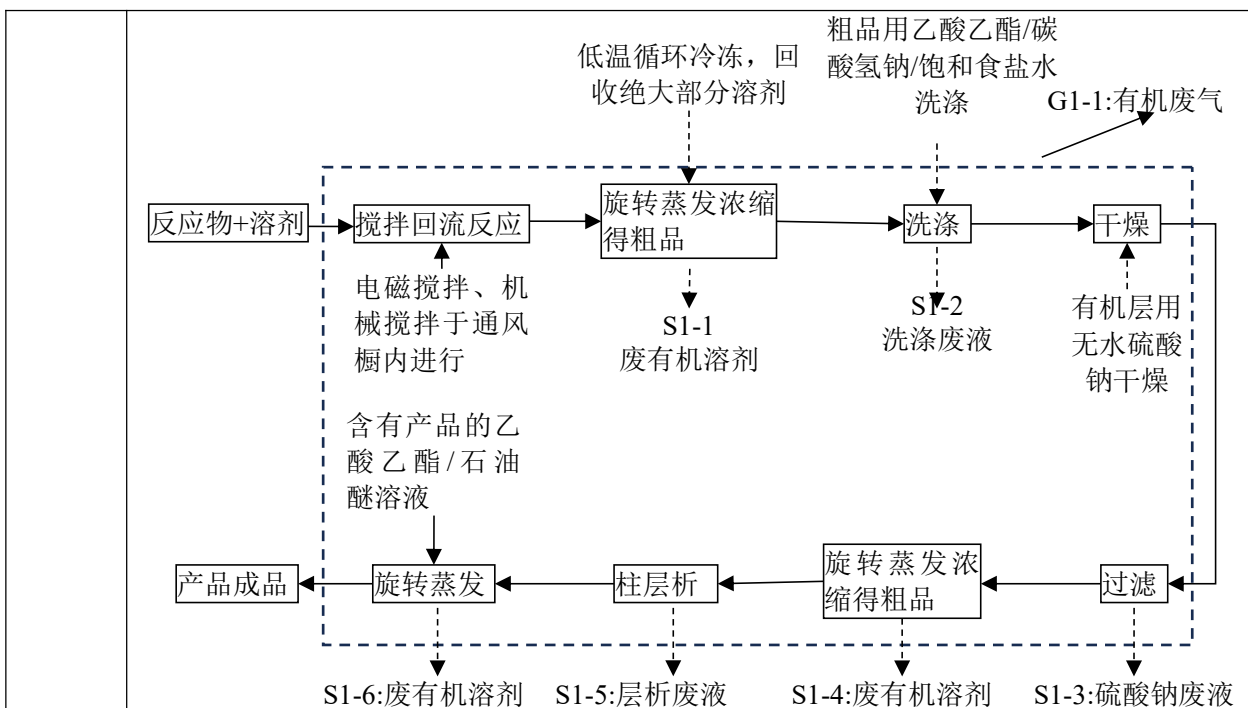 低温循环冷冻，回
收绝大部分溶剂
粗品用乙酸乙酯/碳
酸氢钠/饱和食盐水
洗涤
G1-1:有机废气
反应物+溶剂
搅拌回流反应
旋转蒸发浓缩
得粗品
洗涤
干燥
电磁搅拌、机
械搅拌于通风
橱内进行
S1-1
废有机溶剂
S1-2
洗涤废液
有机层用
无水硫酸
钠干燥
含有产品的乙
酸乙酯/石油
醚溶液
产品成品
旋转蒸发
柱层析
旋转蒸发浓
缩得粗品
过滤
S1-6:废有机溶剂
S1-5:层析废液
S1-4:废有机溶剂
S1-3:硫酸钠废液